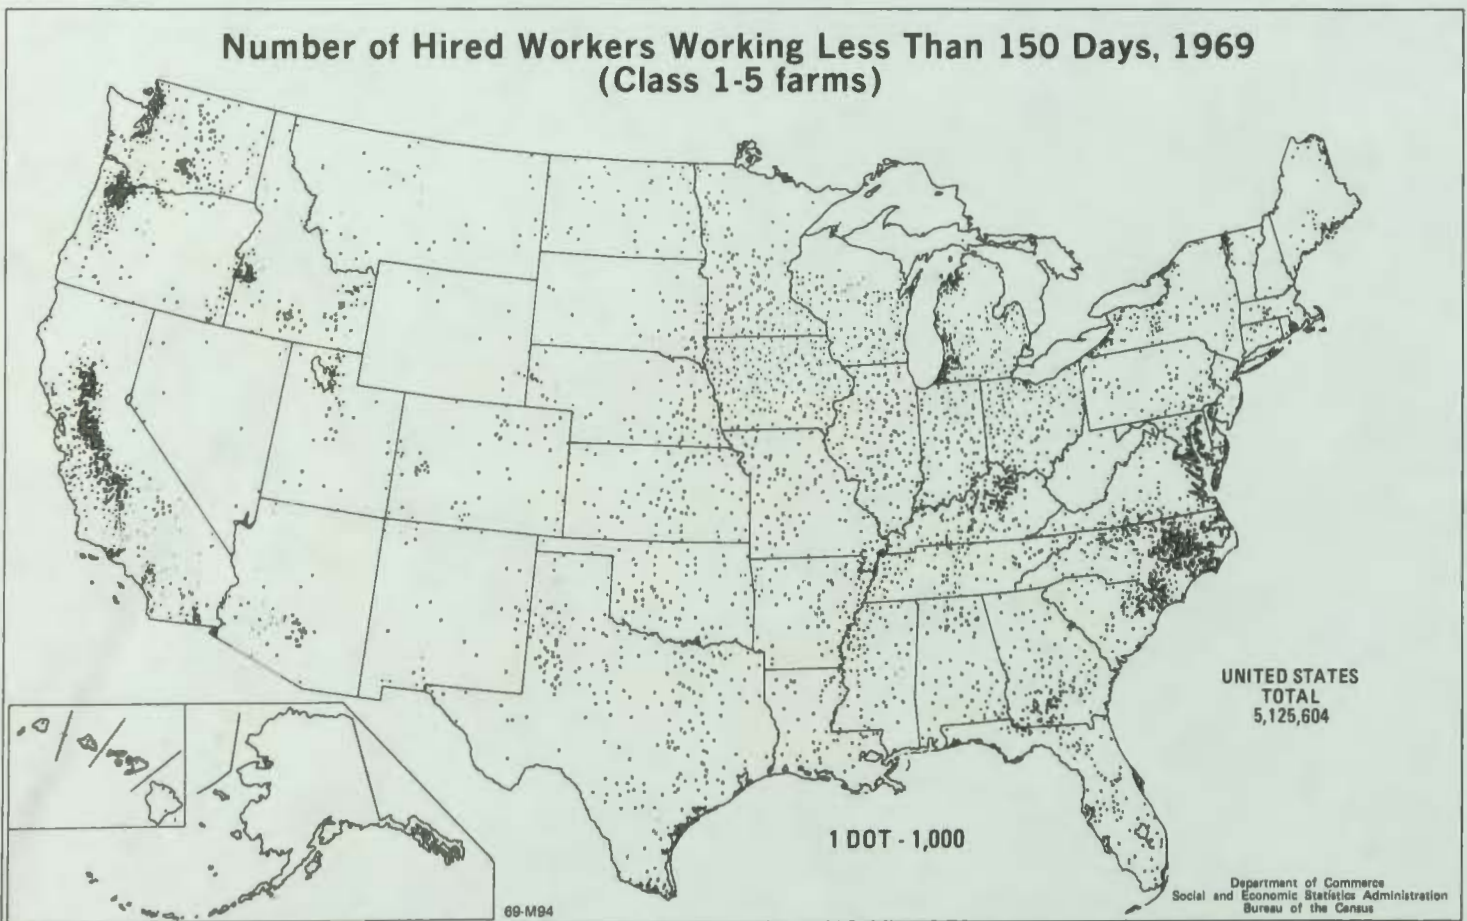 Number of Hired Workers Working Less Than 150 Days, 1969
(Class 1-5 farms)
UNITED STATES
TOTAL
5,125,604
1 DOT - 1,000
69-M94
Department of Commerce
Social and Economic Statistics Administration
Bureau of the Census